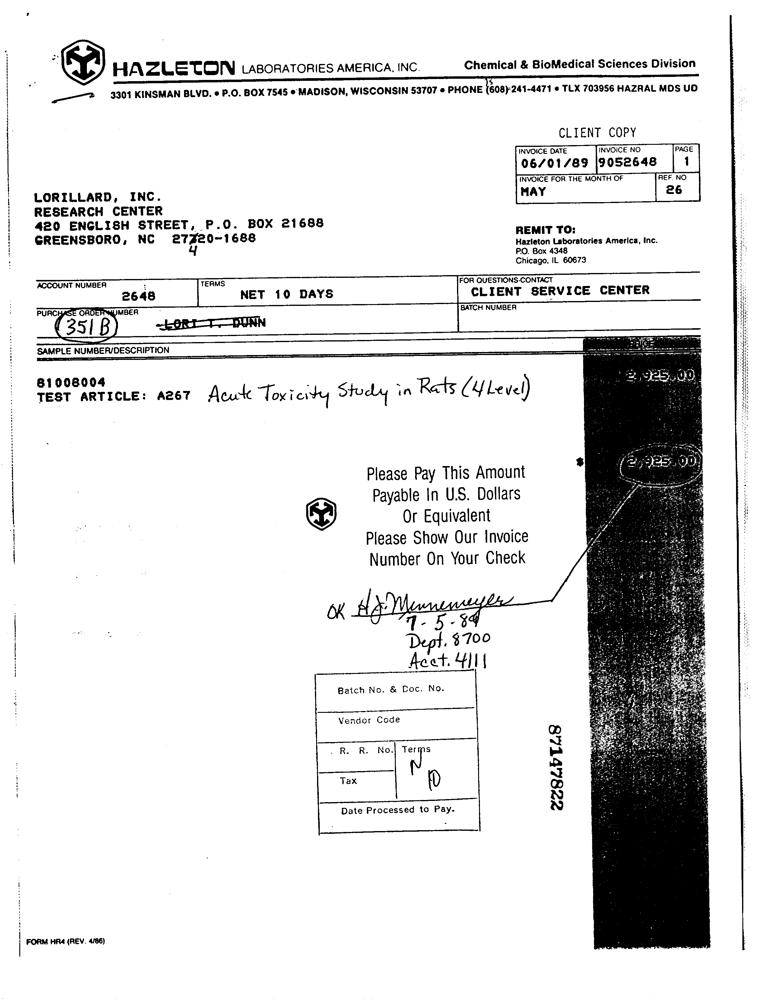 HAZLETON LABORATORIES AMERICA, INC.
Chemical & BioMedical Sciences Division
3301 KINSMAN BLVD. • P.O. BOX 7545 • MADISON, WISCONSIN 53707 • PHONE (608) 241-4471 • TLX 703956 HAZRAL MDS UD
CLIENT COPY
INVOICE DATE INVOICE NO PAGE
06/01/89 9052648 1
INVOICE FOR THE MONTH OF REF. NO
MAY 26
LORILLARD, INC.
RESEARCH CENTER
420 ENGLISH STREET, P.O. BOX 21688
GREENSBORO, NC 27220-1688
4
REMIT TO:
Hazleton Laboratories America, Inc.
P.O. Box 4348
Chicago, IL 60673
ACCOUNT NUMBER TERMS FOR QUESTIONS CONTACT
2648 NET 10 DAYS CLIENT SERVICE CENTER
PURCHASE ORDER NUMBER BATCH NUMBER
351 B LORI T. DUNN
SAMPLE NUMBER/DESCRIPTION PRICE
81008004 2,925.00
TEST ARTICLE: A267 Acute Toxicity Study in Rats (4 Level)
$ 2,925.00
Please Pay This Amount
Payable In U.S. Dollars
Or Equivalent
Please Show Our Invoice
Number On Your Check
OK H.J. Minnemeyer
7-5-89
Dept. 8700
Acct. 4111
Batch No. & Doc. No.
Vendor Code
R. R. No. Terms
N
Tax 10
Date Processed to Pay.
87147822
FORM HR4 (REV. 4/86)